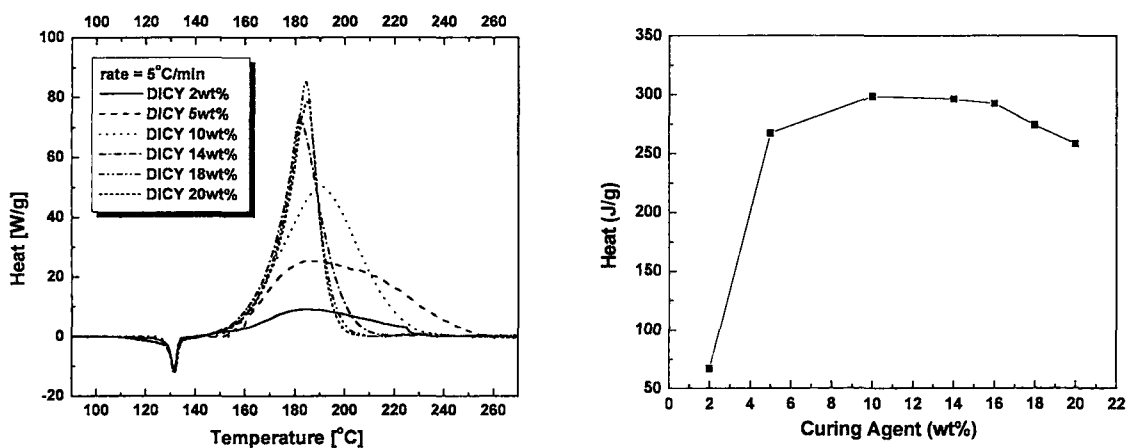 100 120 140 160 180 200 220 240 260
100
80
60
40
20
0
-20
Heat [W/g]
rate = 5°C/min
DICY 2wt%
DICY 5wt%
DICY 10wt%
DICY 14wt%
DICY 18wt%
DICY 20wt%
100 120 140 160 180 200 220 240 260
Temperature [°C]
350
300
250
200
150
100
50
Heat (J/g)
0 2 4 6 8 10 12 14 16 18 20 22
Curing Agent (wt%)